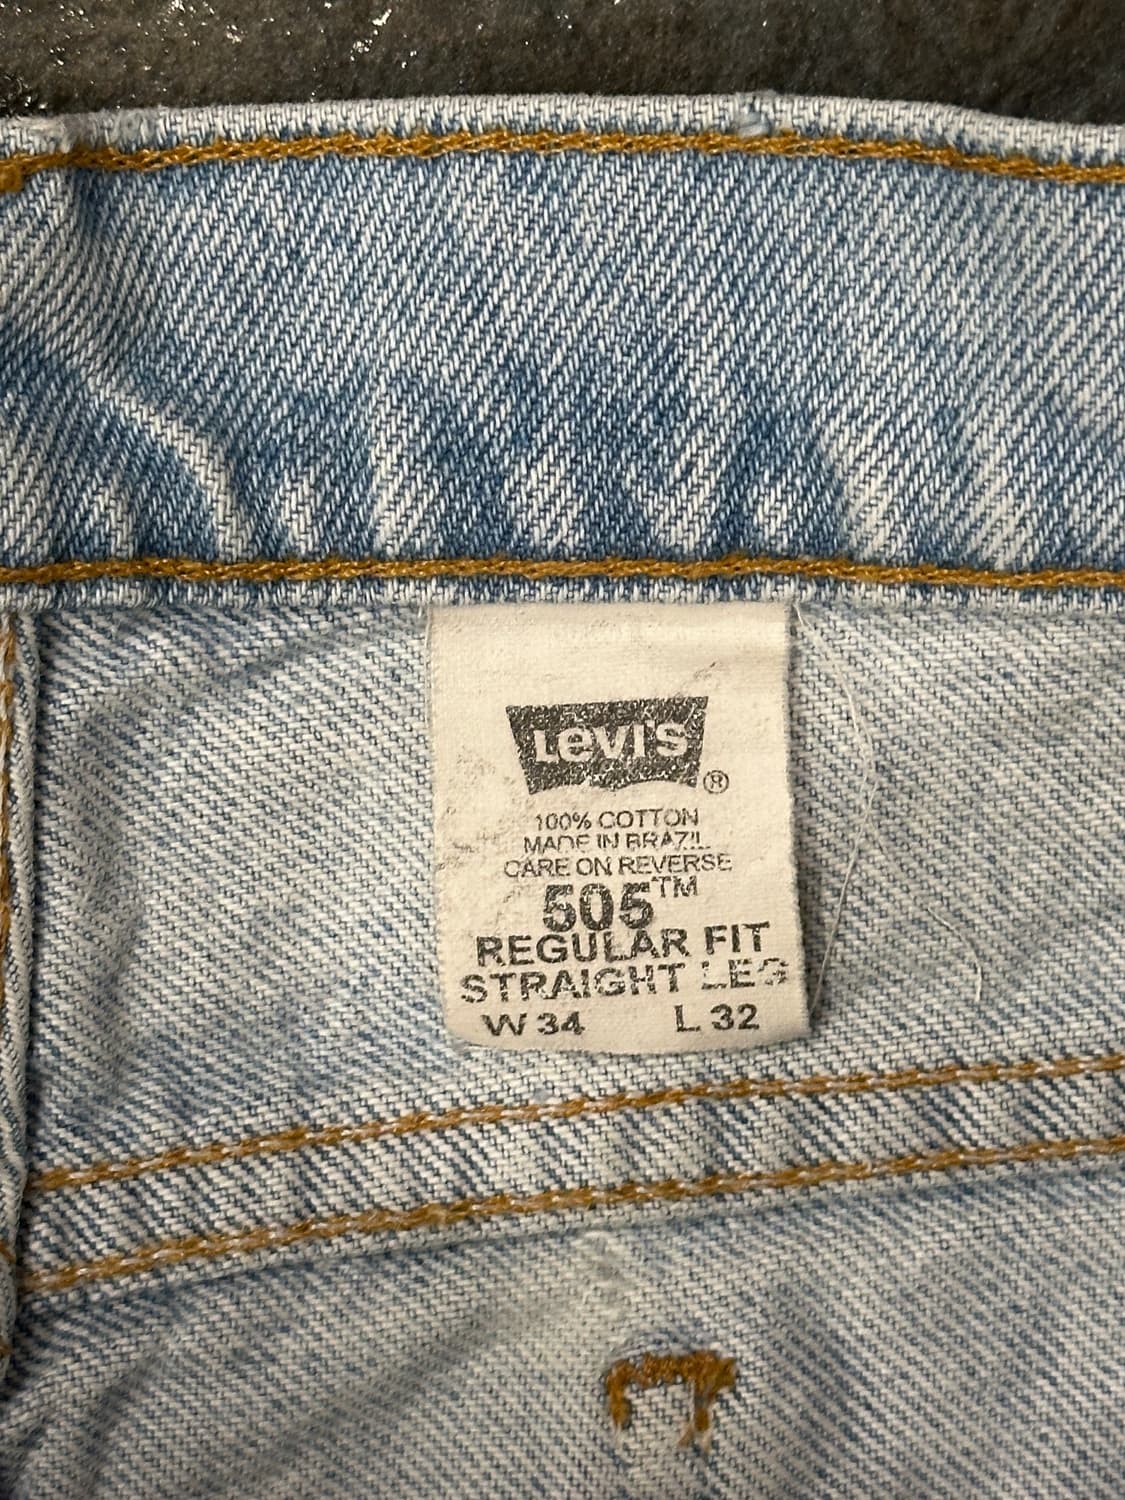 Levi's ®
100% COTTON
MADE IN BRAZIL
CARE ON REVERSE
505™
REGULAR FIT
STRAIGHT LEG
W 34 L 32